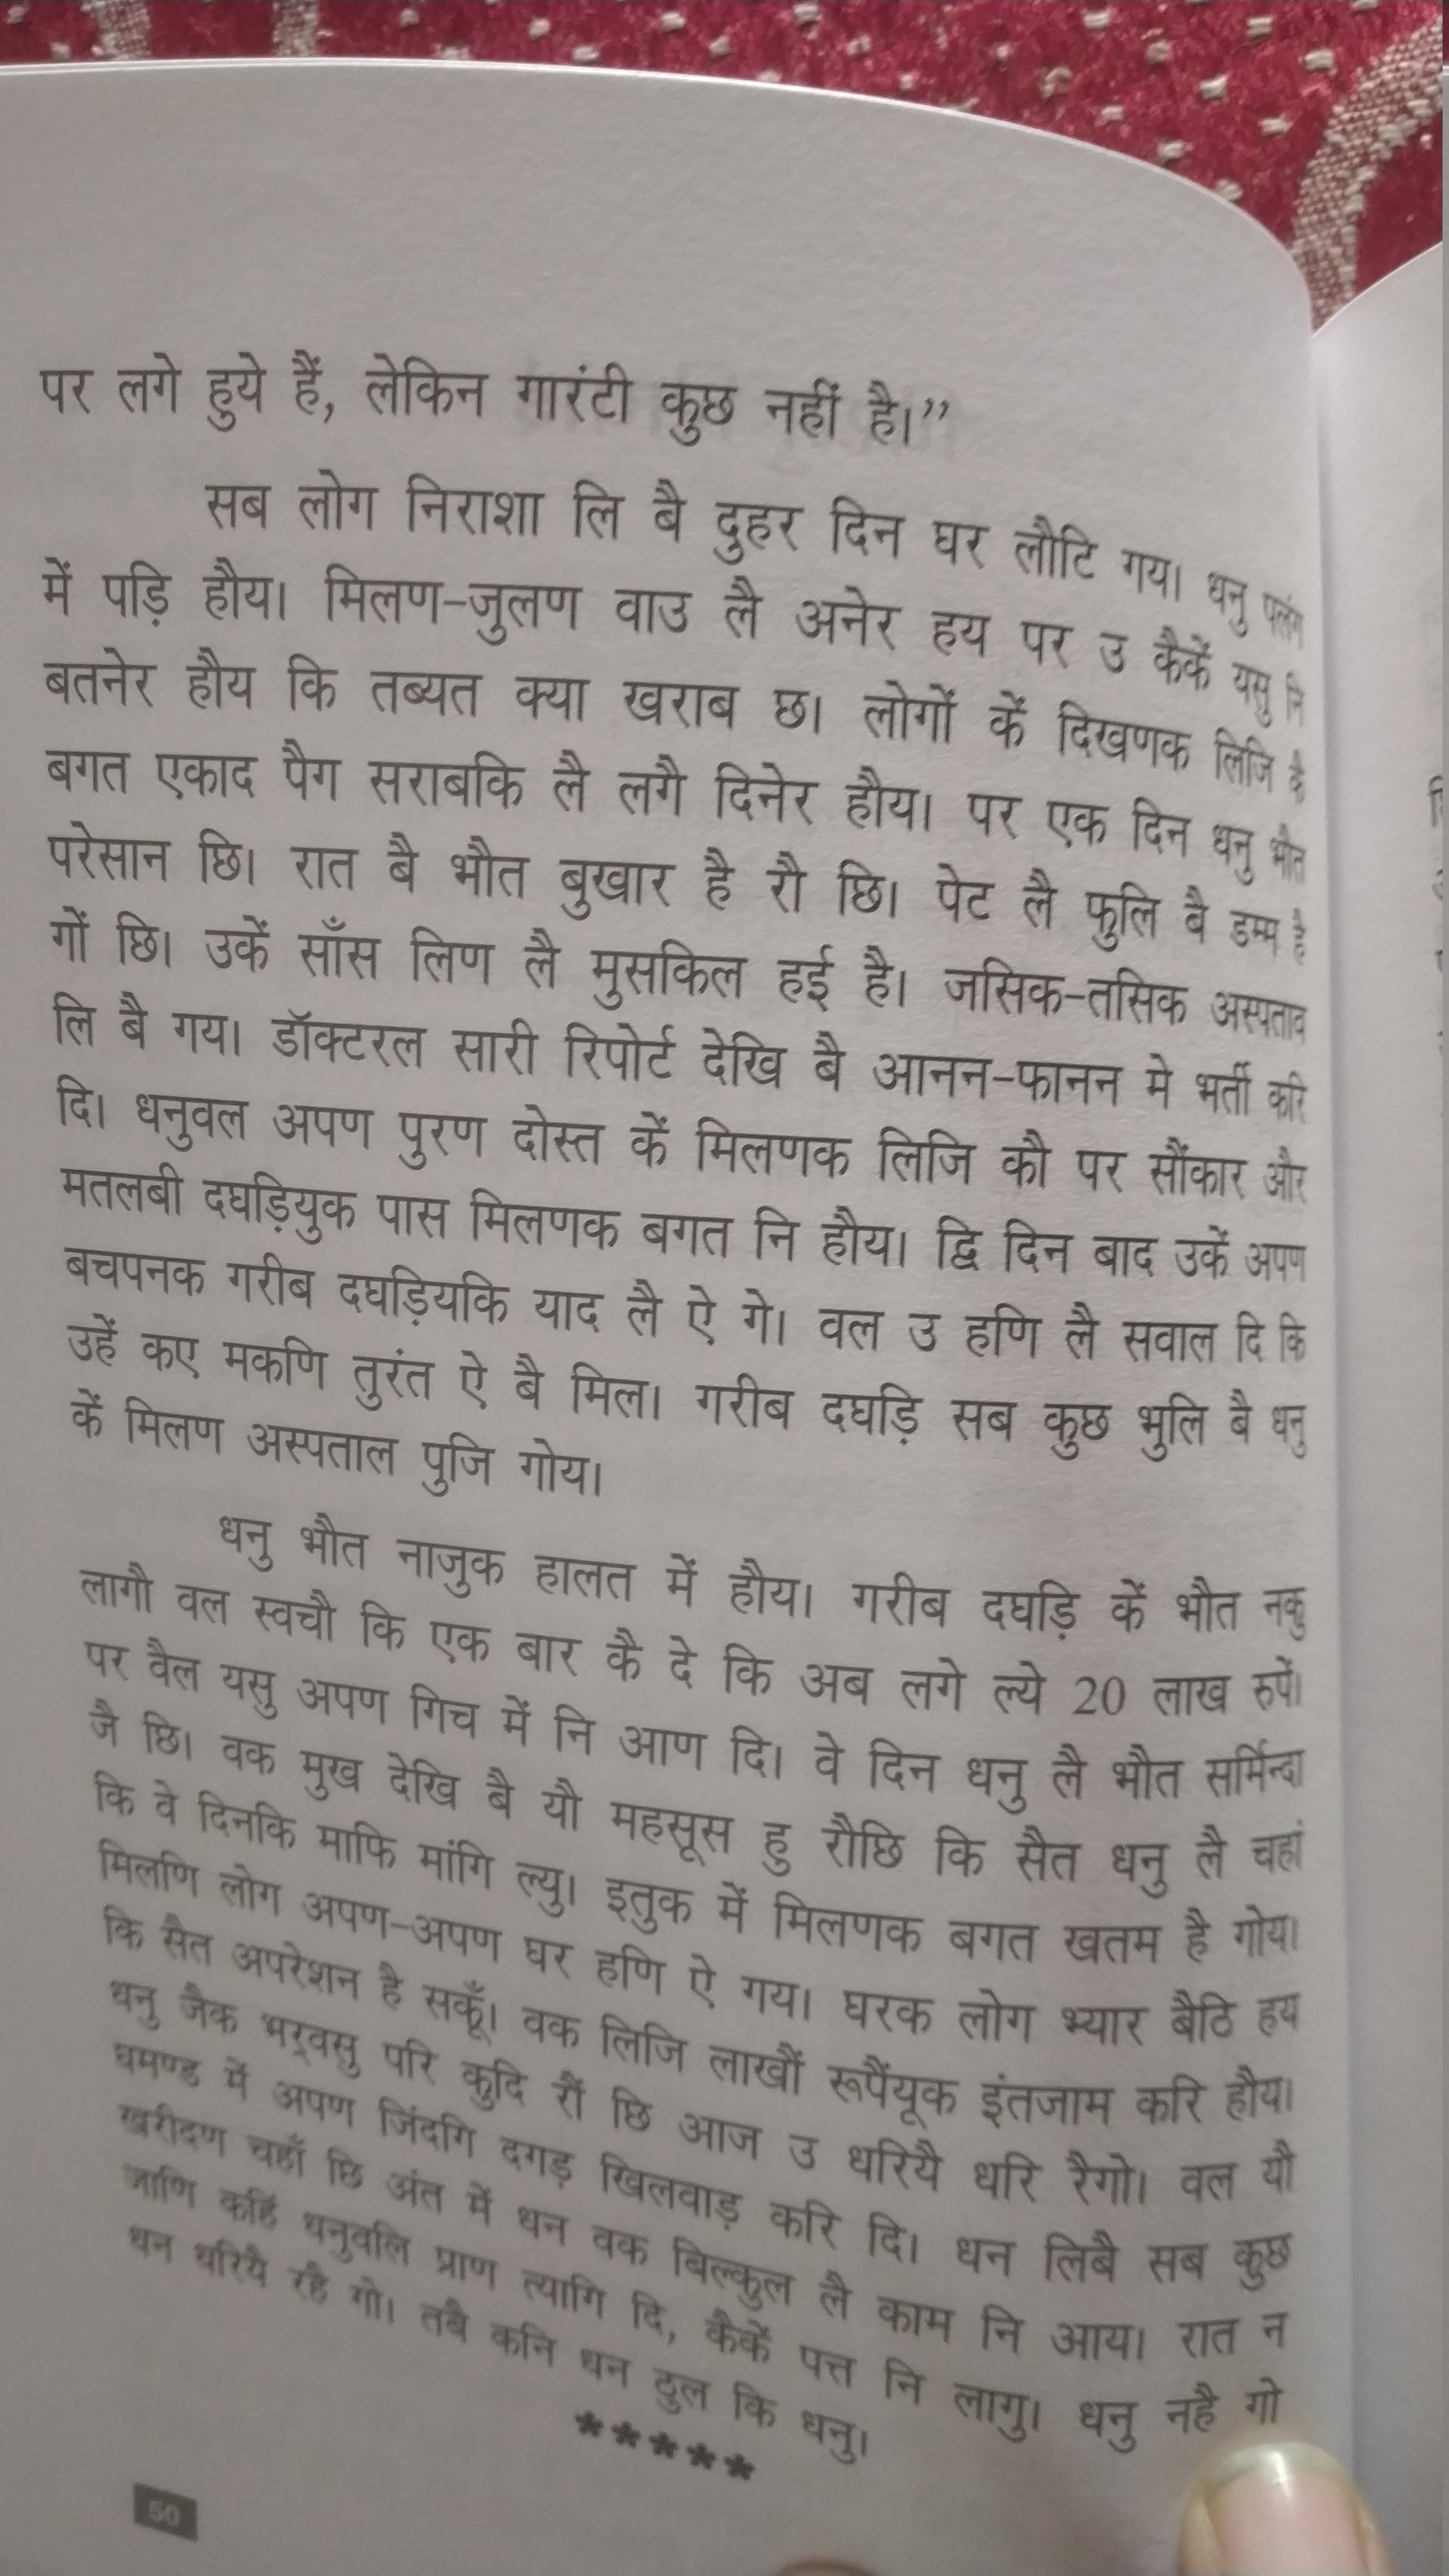 पर लगे हुये हैं, लेकिन गारंटी कुछ नहीं है।”
सब लोग निराशा लि बै दुहर दिन घर लौटि गय। धनु पलंग
में पड़ि हौय। मिलण-जुलण वाउ लै अनेर हय पर उ कैकें यसु नि
बतनेर हौय कि तब्यत क्या खराब छ। लोगों कें दिखणक लिजि कै
बगत एकाद पैग सराबकि लै लगै दिनेर हौय। पर एक दिन धनु भौत
परेसान छि। रात बै भौत बुखार है रौ छि। पेट लै फुलि बै डम्म है
गों छि। उकें साँस लिण लै मुसकिल हई है। जसिक-तसिक अस्पताव
लि बै गय। डॉक्टरल सारी रिपोर्ट देखि बै आनन-फानन मे भर्ती करि
दि। धनुवल अपण पुरण दोस्त कें मिलणक लिजि कौ पर सौंकार और
मतलबी दघड़ियुक पास मिलणक बगत नि हौय। द्वि दिन बाद उकें अपण
बचपनक गरीब दघड़ियकि याद लै ऐ गे। वल उ हणि लै सवाल दि कि
उहें कए मकणि तुरंत ऐ बै मिल। गरीब दघड़ि सब कुछ भुलि बै धनु
कें मिलण अस्पताल पुजि गोय।
धनु भौत नाजुक हालत में हौय। गरीब दघड़ि कें भौत नकु
लागौ वल स्वचौ कि एक बार कै दे कि अब लगे ल्ये 20 लाख रुपें।
पर वैल यसु अपण गिच में नि आण दि। वे दिन धनु लै भौत सर्मिन्दा
जै छि। वक मुख देखि बै यौ महसूस हु रौछि कि सैत धनु लै चहां
कि वे दिनकि माफि मांगि ल्यु। इतुक में मिलणक बगत खतम है गोय।
मिलणि लोग अपण-अपण घर हणि ऐ गय। घरक लोग भ्यार बैठि हय
कि सैत अपरेशन है सकूँ। वक लिजि लाखौं रूपैंयूक इंतजाम करि हौय।
धनु जैक भर्वसु परि कुदि रौं छि आज उ धरियै धरि रैगो। वल यौ
घमण्ड में अपण जिंदगि दगड़ खिलवाड़ करि दि। धन लिबै सब कुछ
खरीदण चहाँ छि अंत में धन वक बिल्कुल लै काम नि आय। रात न
जाणि कहिं धनुवलि प्राण त्यागि दि, कैकें पत्त नि लागु। धनु नहै गो
धन धरियै रहै गो। तबै कनि धन ठुल कि धनु।
*****
50